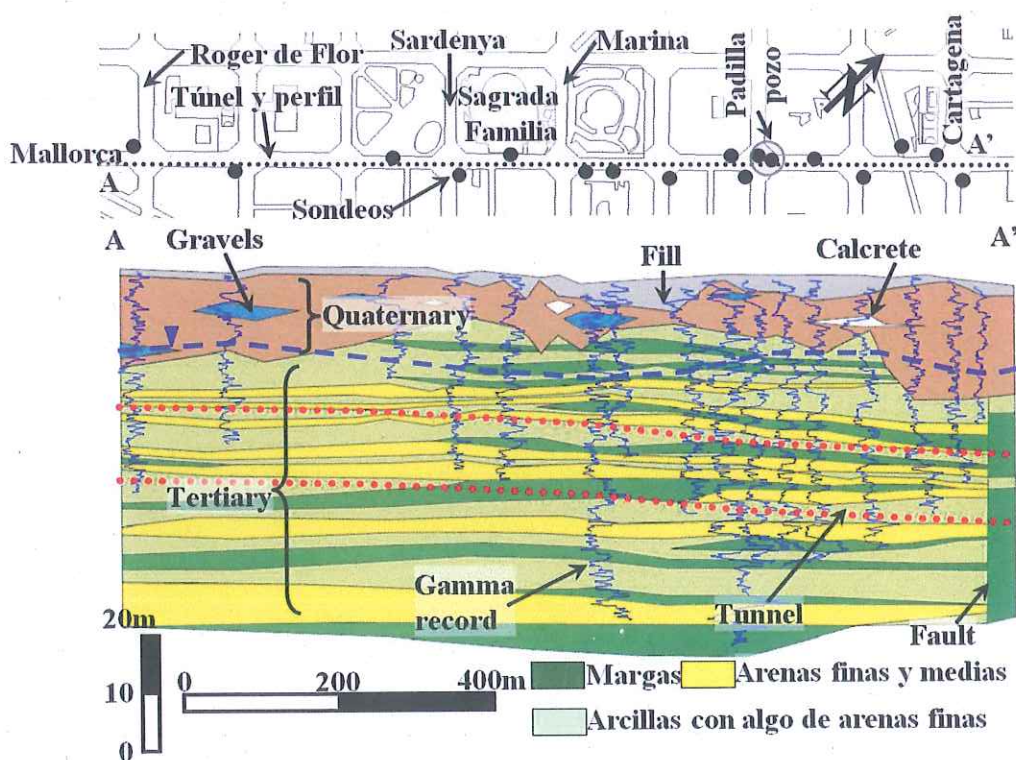 Roger de Flor
Sardenya
Marina
Túnel y perfil
Sagrada
Familia
Padilla
pozo
N
Cartagena
Mallorca
A
A'
Sondeos
A
Gravels
Fill
Calcrete
A'
Quaternary
Tertiary
Gamma
record
Tunnel
Fault
20m
10
0
0
200
400m
Margas
Arenas finas y medias
Arcillas con algo de arenas finas